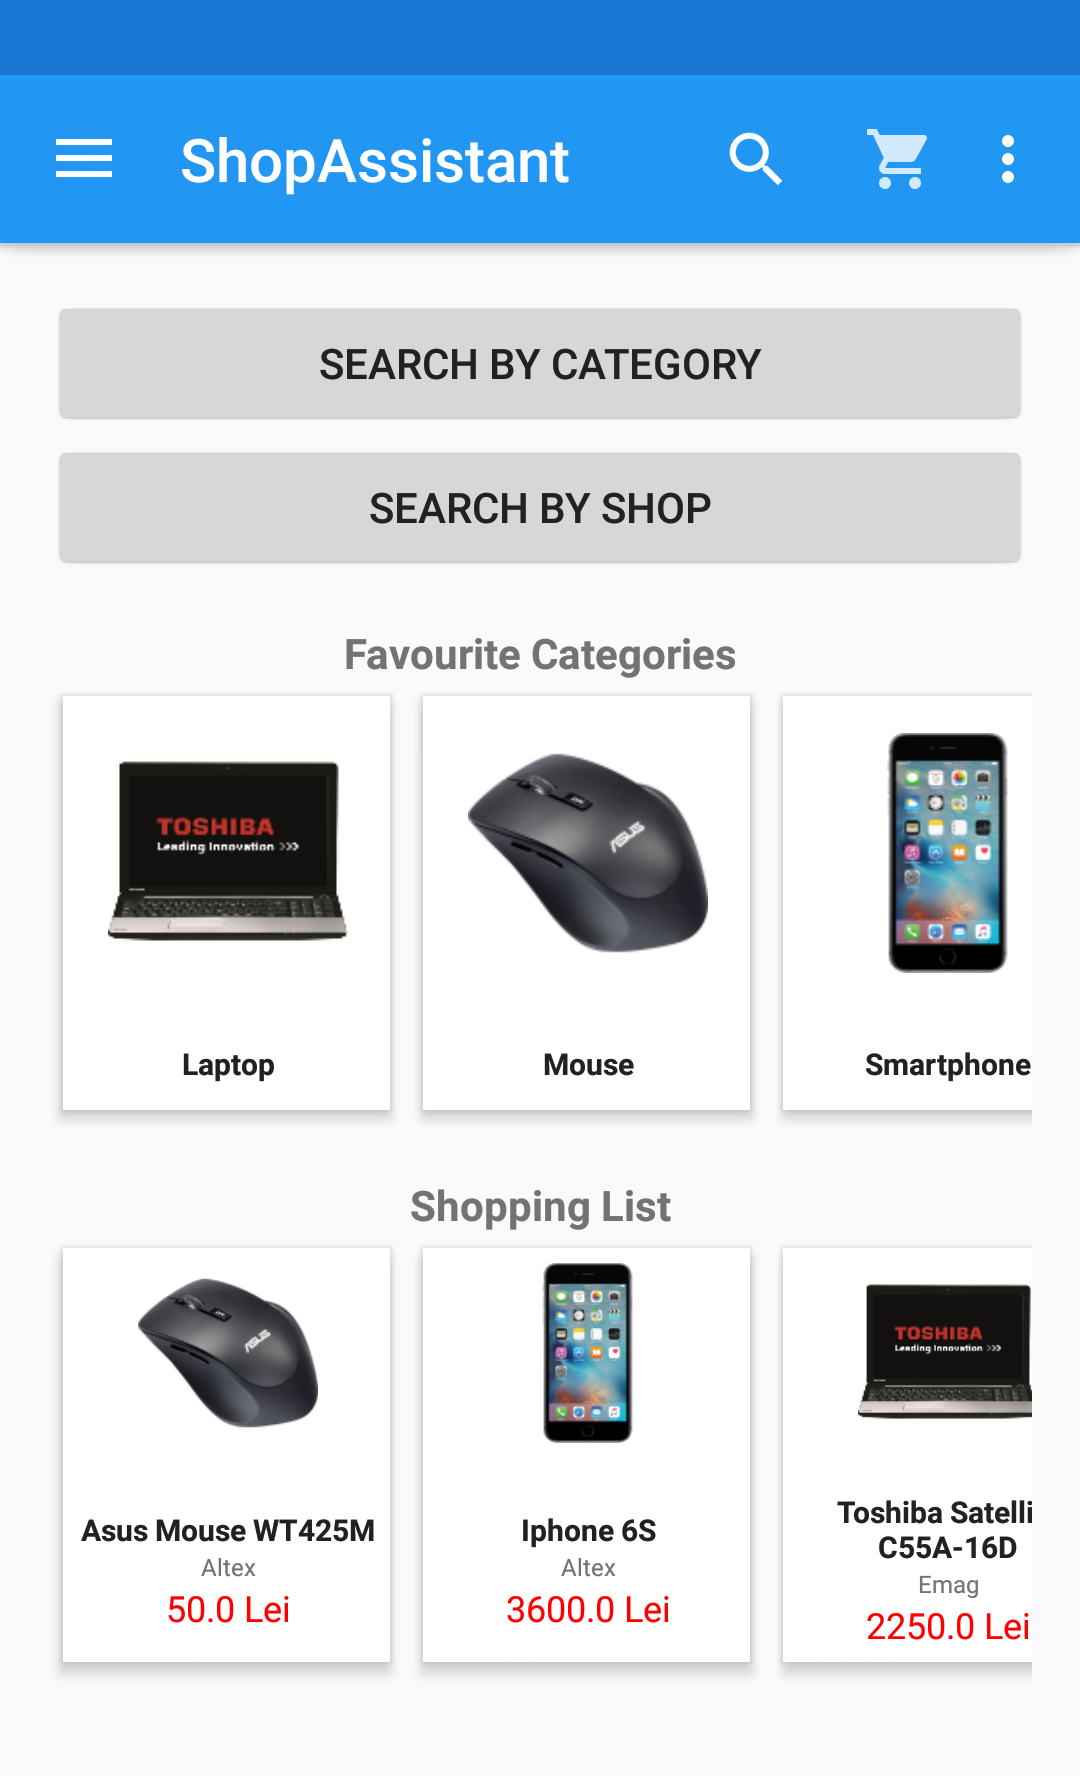 ShopAssistant
SEARCH BY CATEGORY
SEARCH BY SHOP
Favourite Categories
TOSHIBA
Leading Innovation >>>
ASUS
Laptop
Mouse
Smartphone
Shopping List
ASUS
TOSHIBA
Leading Innovation >>>
Asus Mouse WT425M
Altex
50.0 Lei
Iphone 6S
Altex
3600.0 Lei
Toshiba Satelli
C55A-16D
Emag
2250.0 Lei